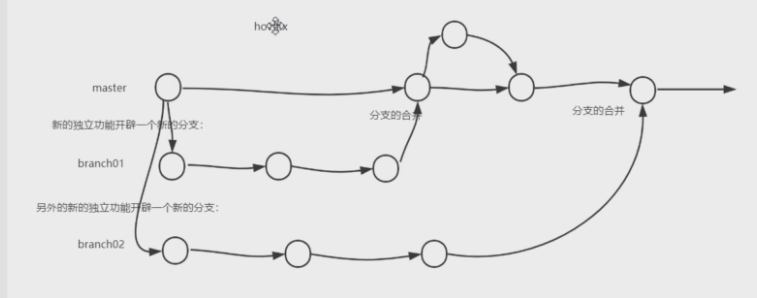 master
分支的合并
分支的合并
新的独立功能开辟一个新的分支：
branch01
另外的新的独立功能开辟一个新的分支：
branch02